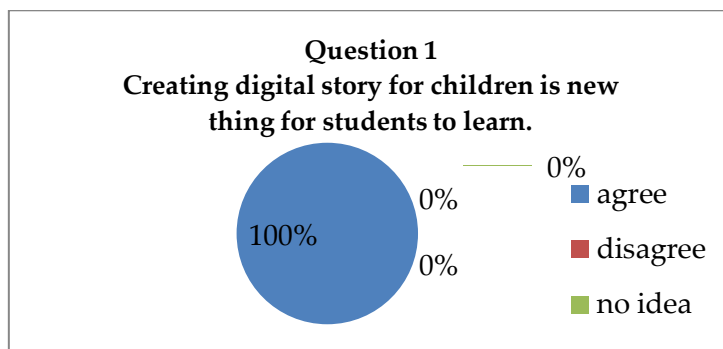 Question 1
Creating digital story for children is new
thing for students to learn.
0%
0%
100%
0%
agree
disagree
no idea